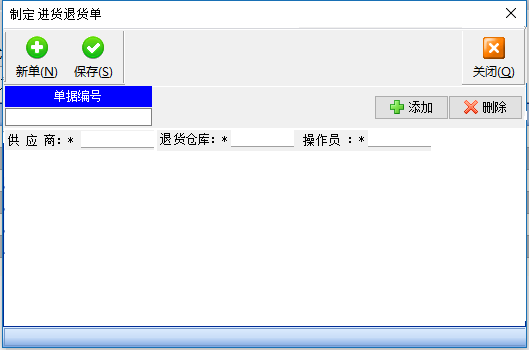 制定 进货退货单
新单(N) 保存(S) 关闭(Q)
单据编号
添加 删除
供 应 商：* 退货仓库：* 操作员 ：*